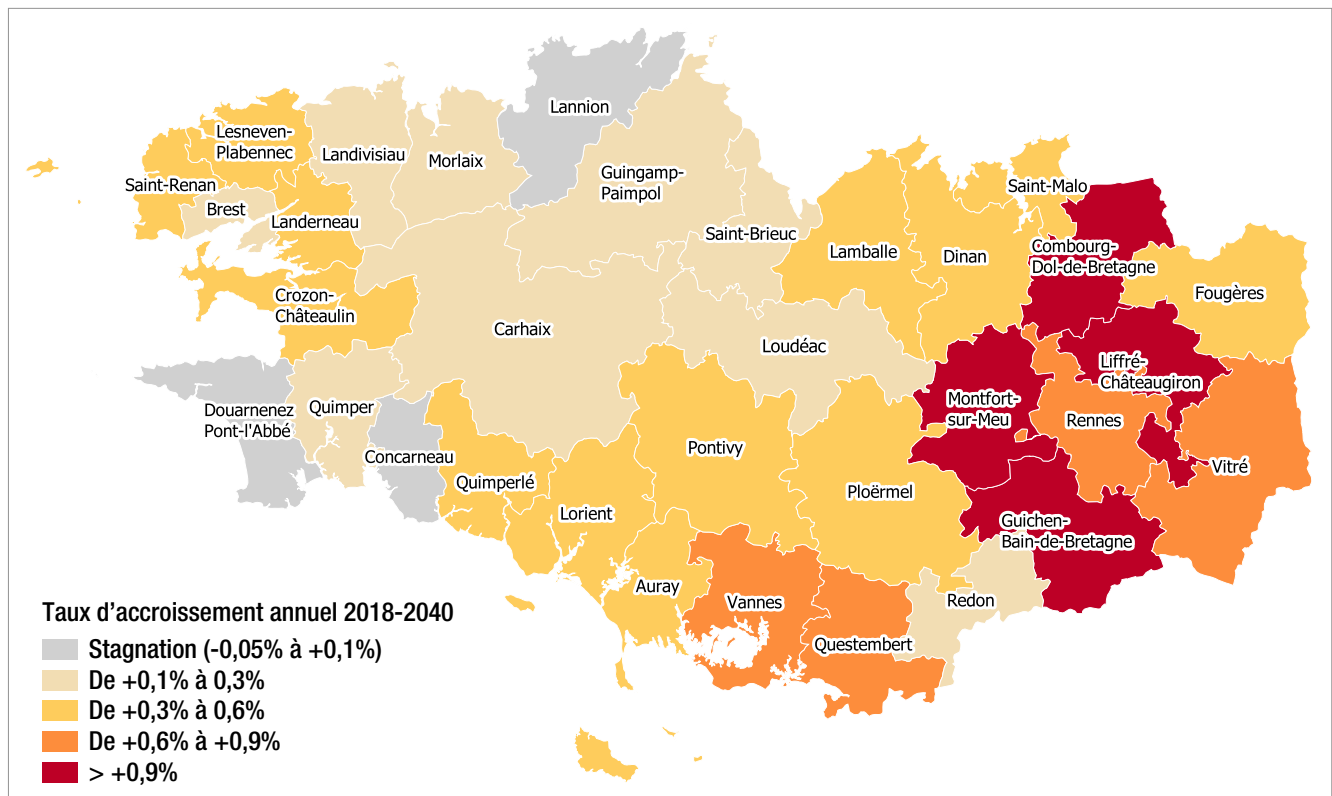 Lannion
Lesneven-
Plabennec
Landivisiau
Morlaix
Guingamp-
Paimpol
Saint-Renan
Brest
Landerneau
Saint-Brieuc
Lamballe
Dinan
Saint-Malo
Combourg-
Dol-de-Bretagne
Fougères
Crozon-
Châteaulin
Carhaix
Loudéac
Liffré-
Châteaugiron
Douarnenez
Pont-l'Abbé
Quimper
Concarneau
Montfort-
sur-Meu
Rennes
Vitré
Quimperlé
Pontivy
Ploërmel
Lorient
Guichen-
Bain-de-Bretagne
Auray
Vannes
Questembert
Redon
Taux d’accroissement annuel 2018-2040
Stagnation (-0,05% à +0,1%)
De +0,1% à 0,3%
De +0,3% à 0,6%
De +0,6% à +0,9%
> +0,9%